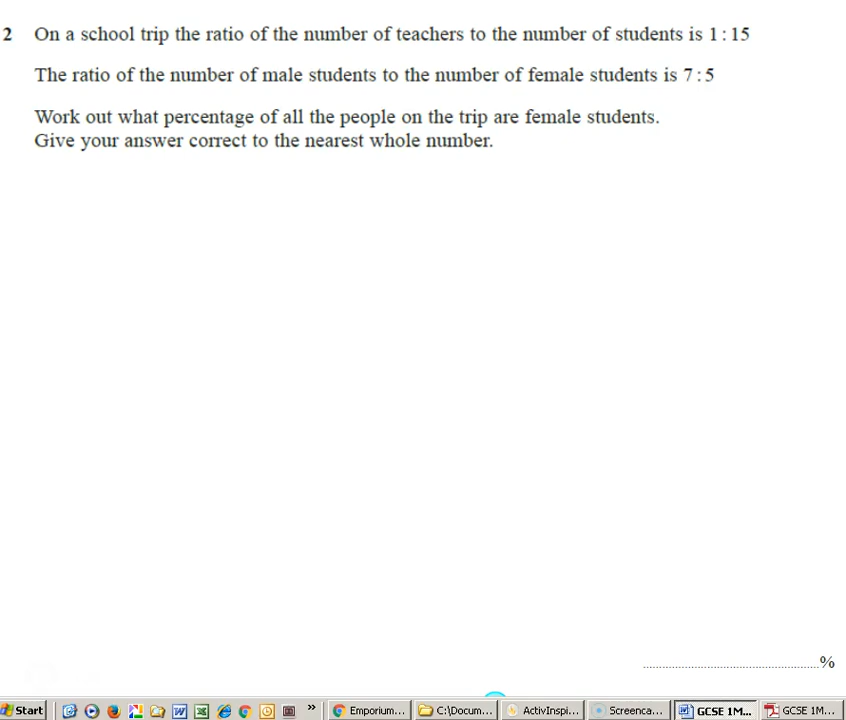 2 On a school trip the ratio of the number of teachers to the number of students is 1 : 15
The ratio of the number of male students to the number of female students is 7 : 5
Work out what percentage of all the people on the trip are female students.
Give your answer correct to the nearest whole number.
%
Start » Emporium... C:\Docum... ActivInspi... Screenca... GCSE 1M... GCSE 1M...